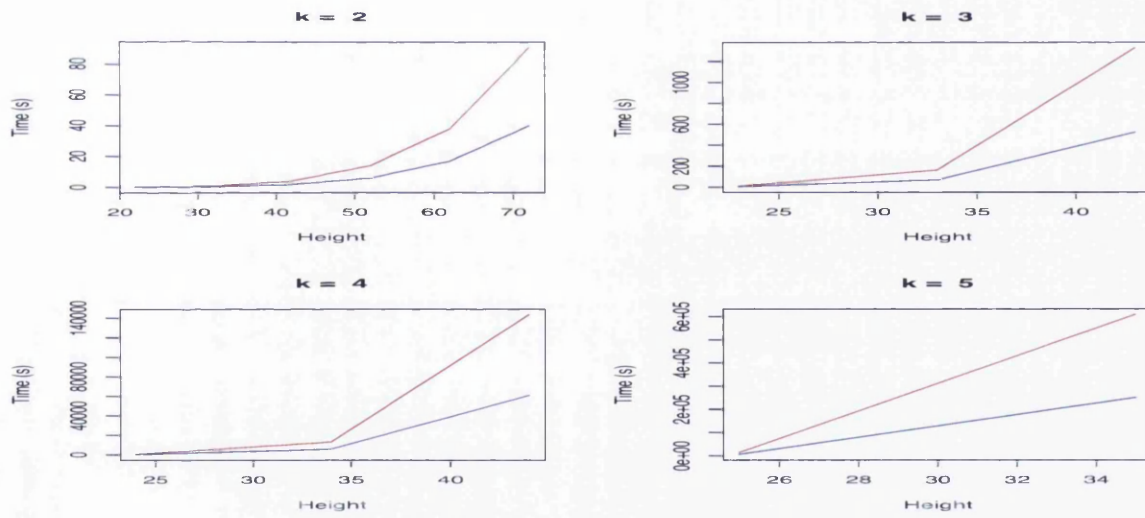 k = 2
Time (s)
0 20 40 60 80
20 30 40 50 60 70
Height
k = 3
Time (s)
0 200 600 1000
25 30 35 40
Height
k = 4
Time (s)
0 20000 80000 140000
25 30 35 40
Height
k = 5
Time (s)
0e+00 2e+05 4e+05 6e+05
26 28 30 32 34
Height